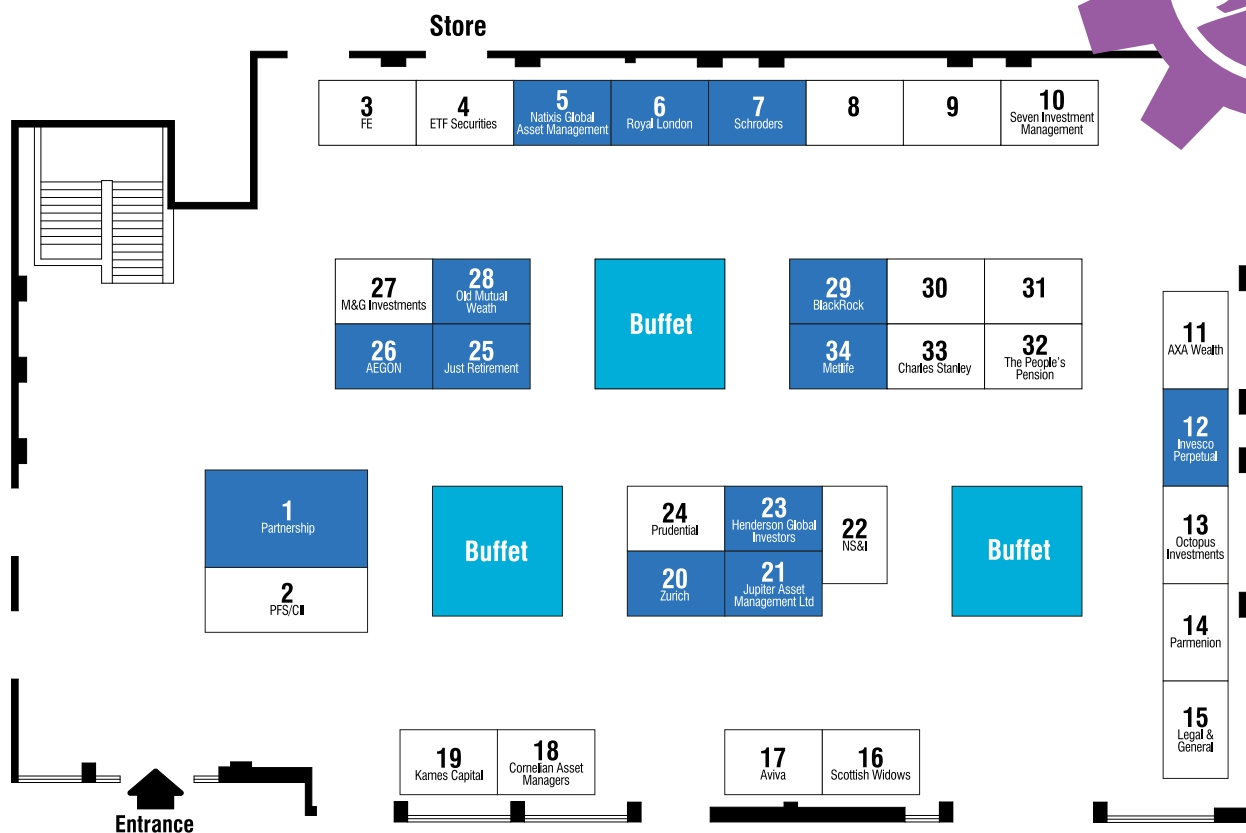 Store
3
FE
4
ETF Securities
5
Natixis Global
Asset Management
6
Royal London
7
Schroders
8
9
10
Seven Investment
Management
27
M&G Investments
28
Old Mutual
Weath
26
AEGON
25
Just Retirement
Buffet
29
BlackRock
30
31
34
Metlife
33
Charles Stanley
32
The People's
Pension
11
AXA Wealth
12
Invesco
Perpetual
13
Octopus
Investments
14
Parmenion
15
Legal &
General
1
Partnership
2
PFS/CII
Buffet
24
Prudential
23
Henderson Global
Investors
22
NS&I
20
Zurich
21
Jupiter Asset
Management Ltd
Buffet
19
Kames Capital
18
Cornelian Asset
Managers
17
Aviva
16
Scottish Widows
Entrance